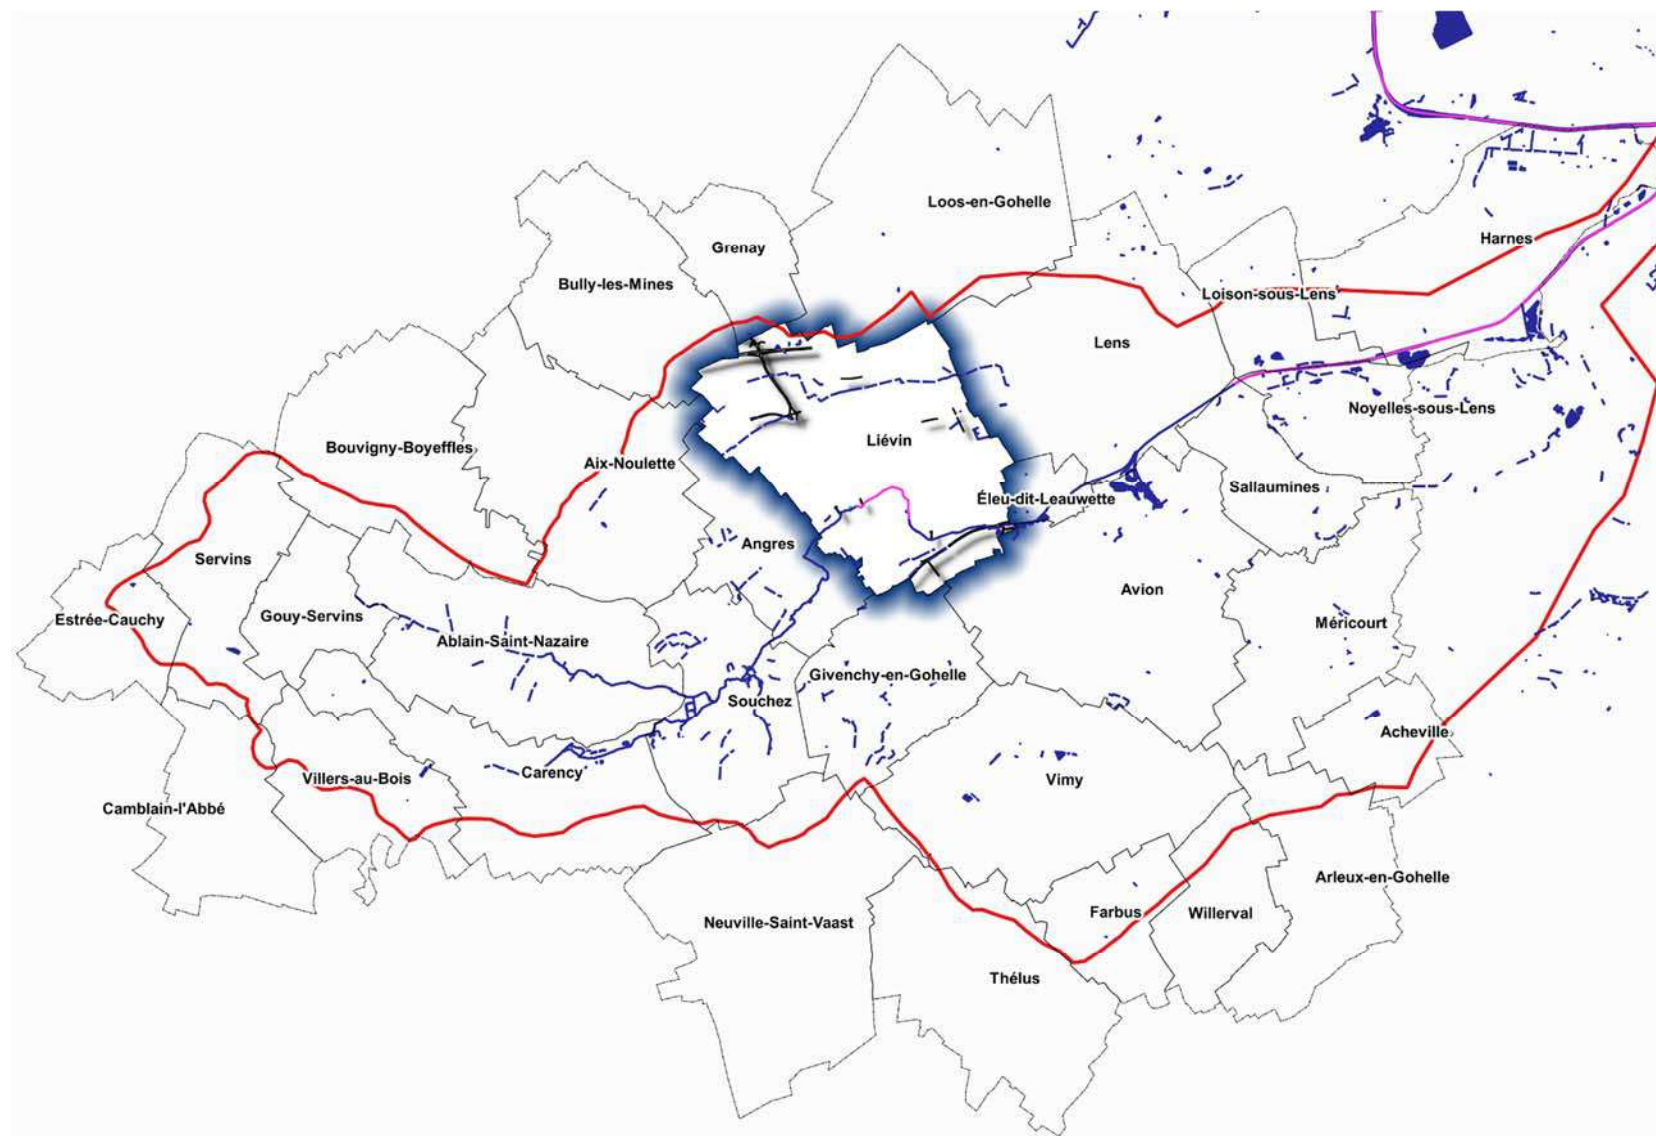 Loos-en-Gohelle
Grenay
Harnes
Bully-les-Mines
Loison-sous-Lens
Lens
Noyelles-sous-Lens
Liévin
Bouvigny-Boyeffles
Aix-Noulette
Sallaumines
Éleu-dit-Leauwette
Angres
Servins
Avion
Estrée-Cauchy
Gouy-Servins
Méricourt
Ablain-Saint-Nazaire
Givenchy-en-Gohelle
Souchez
Acheville
Carency
Villers-au-Bois
Vimy
Camblain-l'Abbé
Arleux-en-Gohelle
Farbus
Willerval
Neuville-Saint-Vaast
Thélus